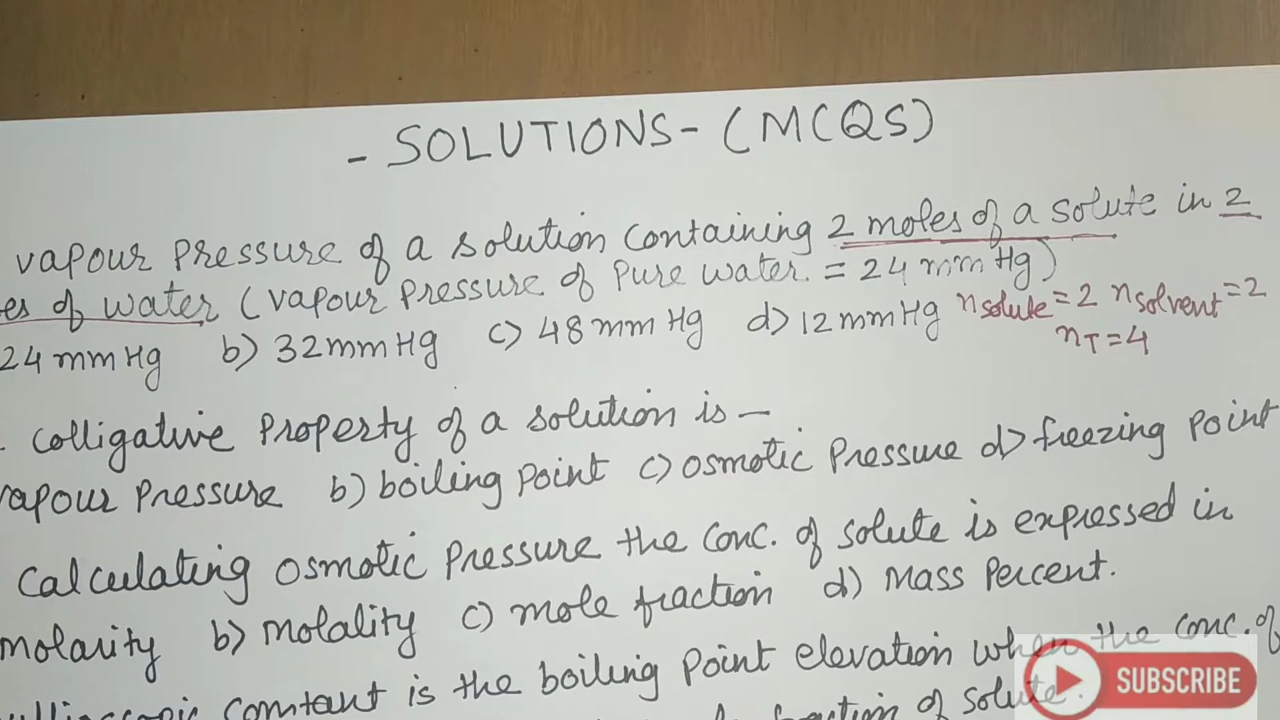 - SOLUTIONS - (MCQS)
vapour pressure of a solution containing 2 moles of a solute in 2
es of water (vapour pressure of pure water. = 24 mm Hg)
n solute = 2 n solvent = 2
24 mm Hg b) 32 mm Hg c) 48 mm Hg d) 12 mm Hg
nT = 4
. Colligative Property of a solution is —
vapour Pressure b) boiling point c) osmotic Pressure d) freezing point
Calculating osmotic pressure the conc. of solute is expressed in
molarity b) molality c) mole fraction d) Mass Percent.
constant is the boiling point elevation when the conc. of
fraction of solute.
SUBSCRIBE